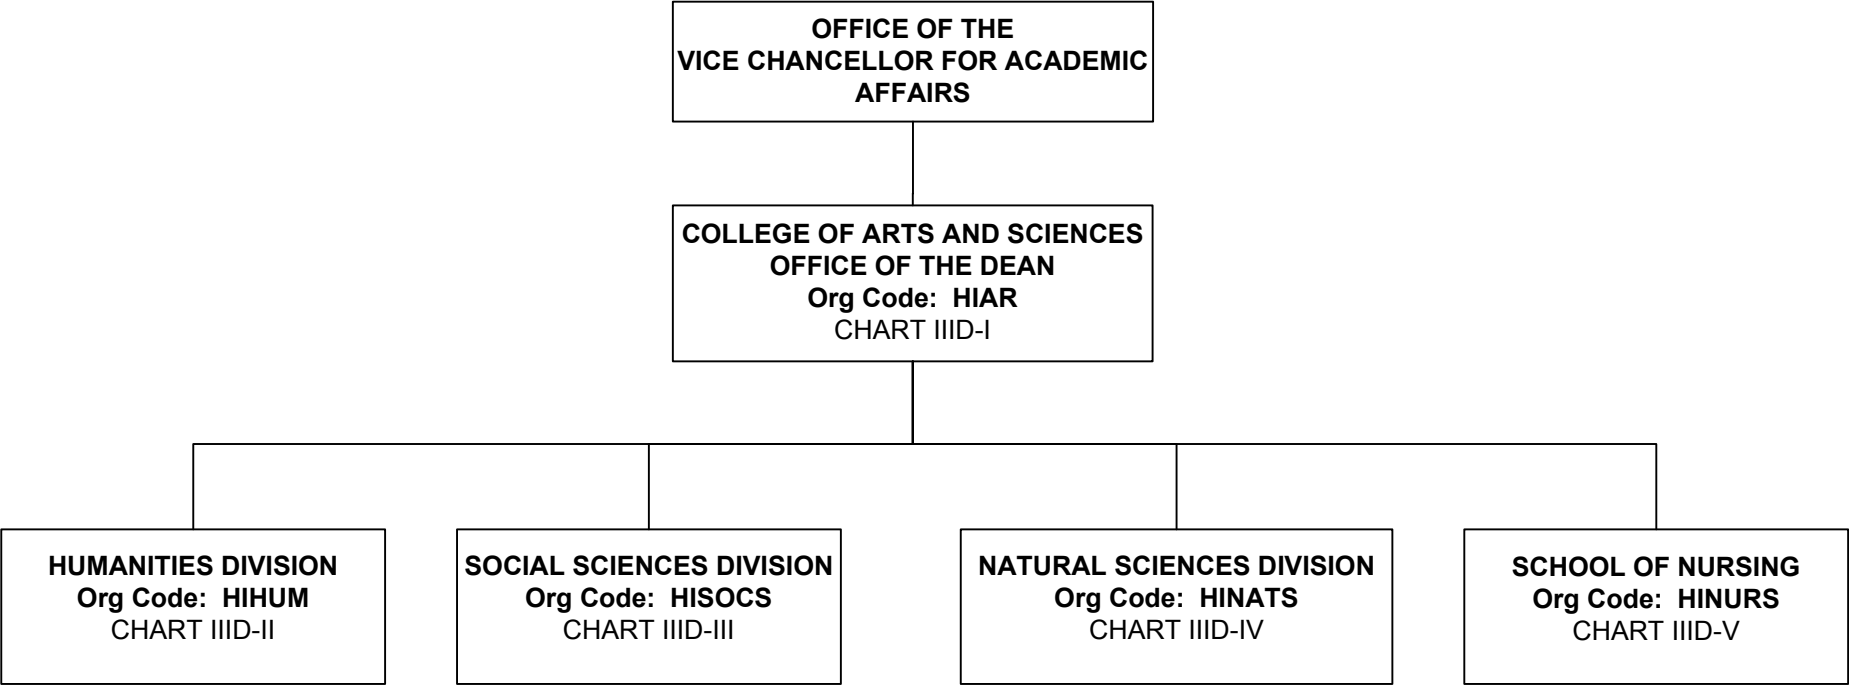 OFFICE OF THE
VICE CHANCELLOR FOR ACADEMIC
AFFAIRS
COLLEGE OF ARTS AND SCIENCES
OFFICE OF THE DEAN
Org Code:  HIAR
CHART IIID-I
HUMANITIES DIVISION
Org Code:  HIHUM
CHART IIID-II
SOCIAL SCIENCES DIVISION
Org Code:  HISOCS
CHART IIID-III
NATURAL SCIENCES DIVISION
Org Code:  HINATS
CHART IIID-IV
SCHOOL OF NURSING
Org Code:  HINURS
CHART IIID-V